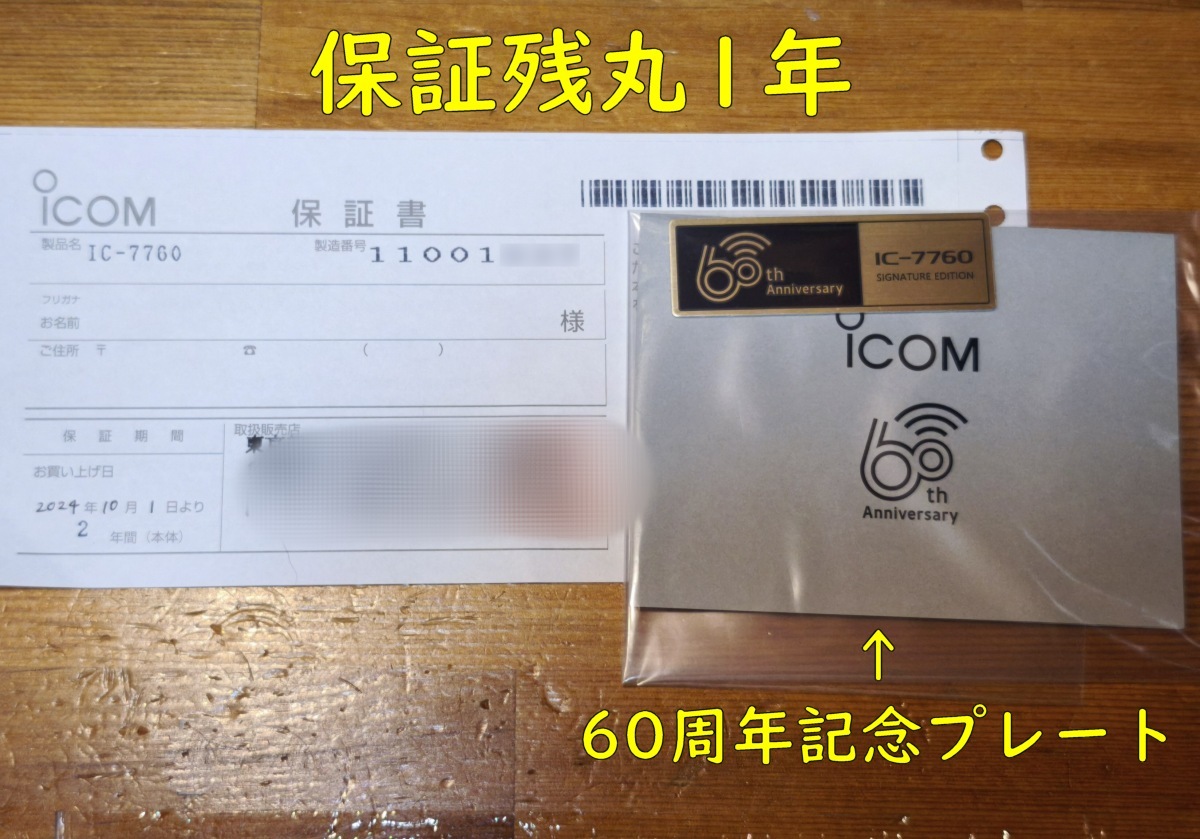 保証残丸1年
ICOM
保証書
製品名 IC-7760
製造番号 11001
フリガナ
お名前
様
ご住所 〒 ☎ ( )
保証期間
取扱販売店
お買い上げ日
2024年10月1日より
2年間(本体)
60th Anniversary
IC-7760
SIGNATURE EDITION
ICOM
60th
Anniversary
↑
60周年記念プレート